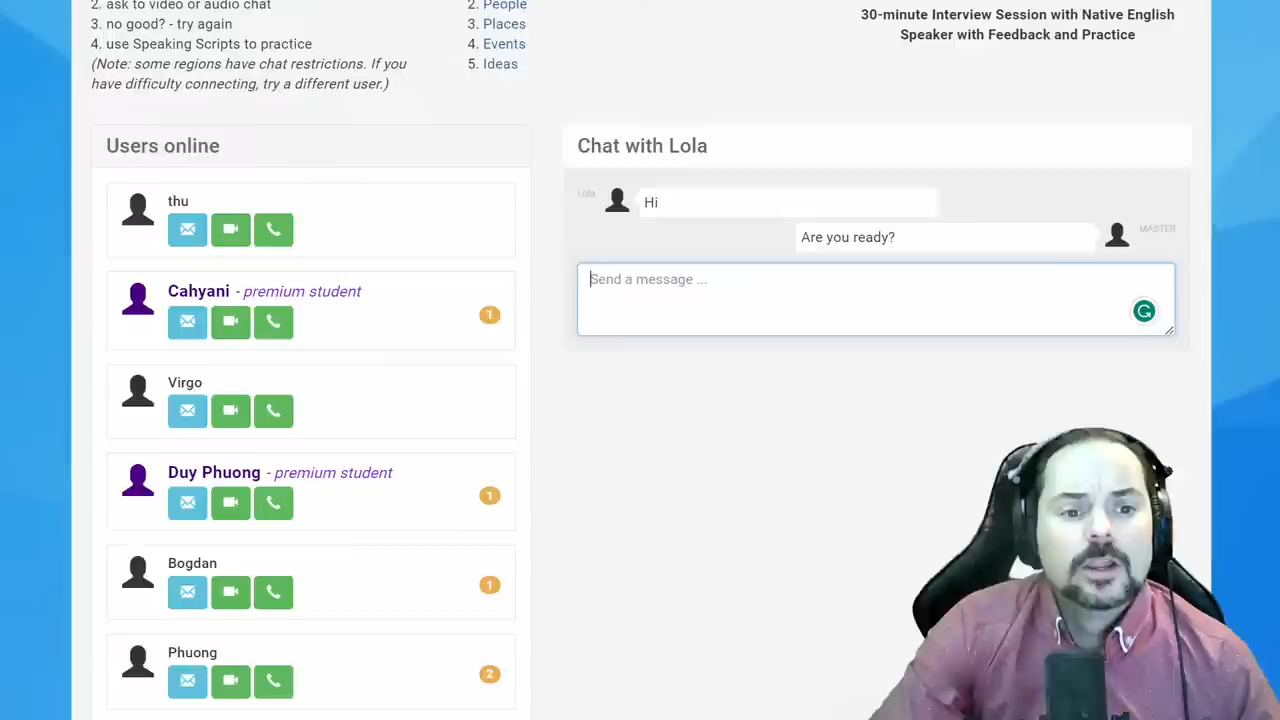 2. ask to video or audio chat
3. no good? - try again
4. use Speaking Scripts to practice
(Note: some regions have chat restrictions. If you
have difficulty connecting, try a different user.)
2. People
3. Places
4. Events
5. Ideas
30-minute Interview Session with Native English
Speaker with Feedback and Practice
Users online
thu
Cahyani - premium student
1
Virgo
Duy Phuong - premium student
1
Bogdan
1
Phuong
2
Chat with Lola
Lola
Hi
Are you ready?
MASTER
Send a message ...